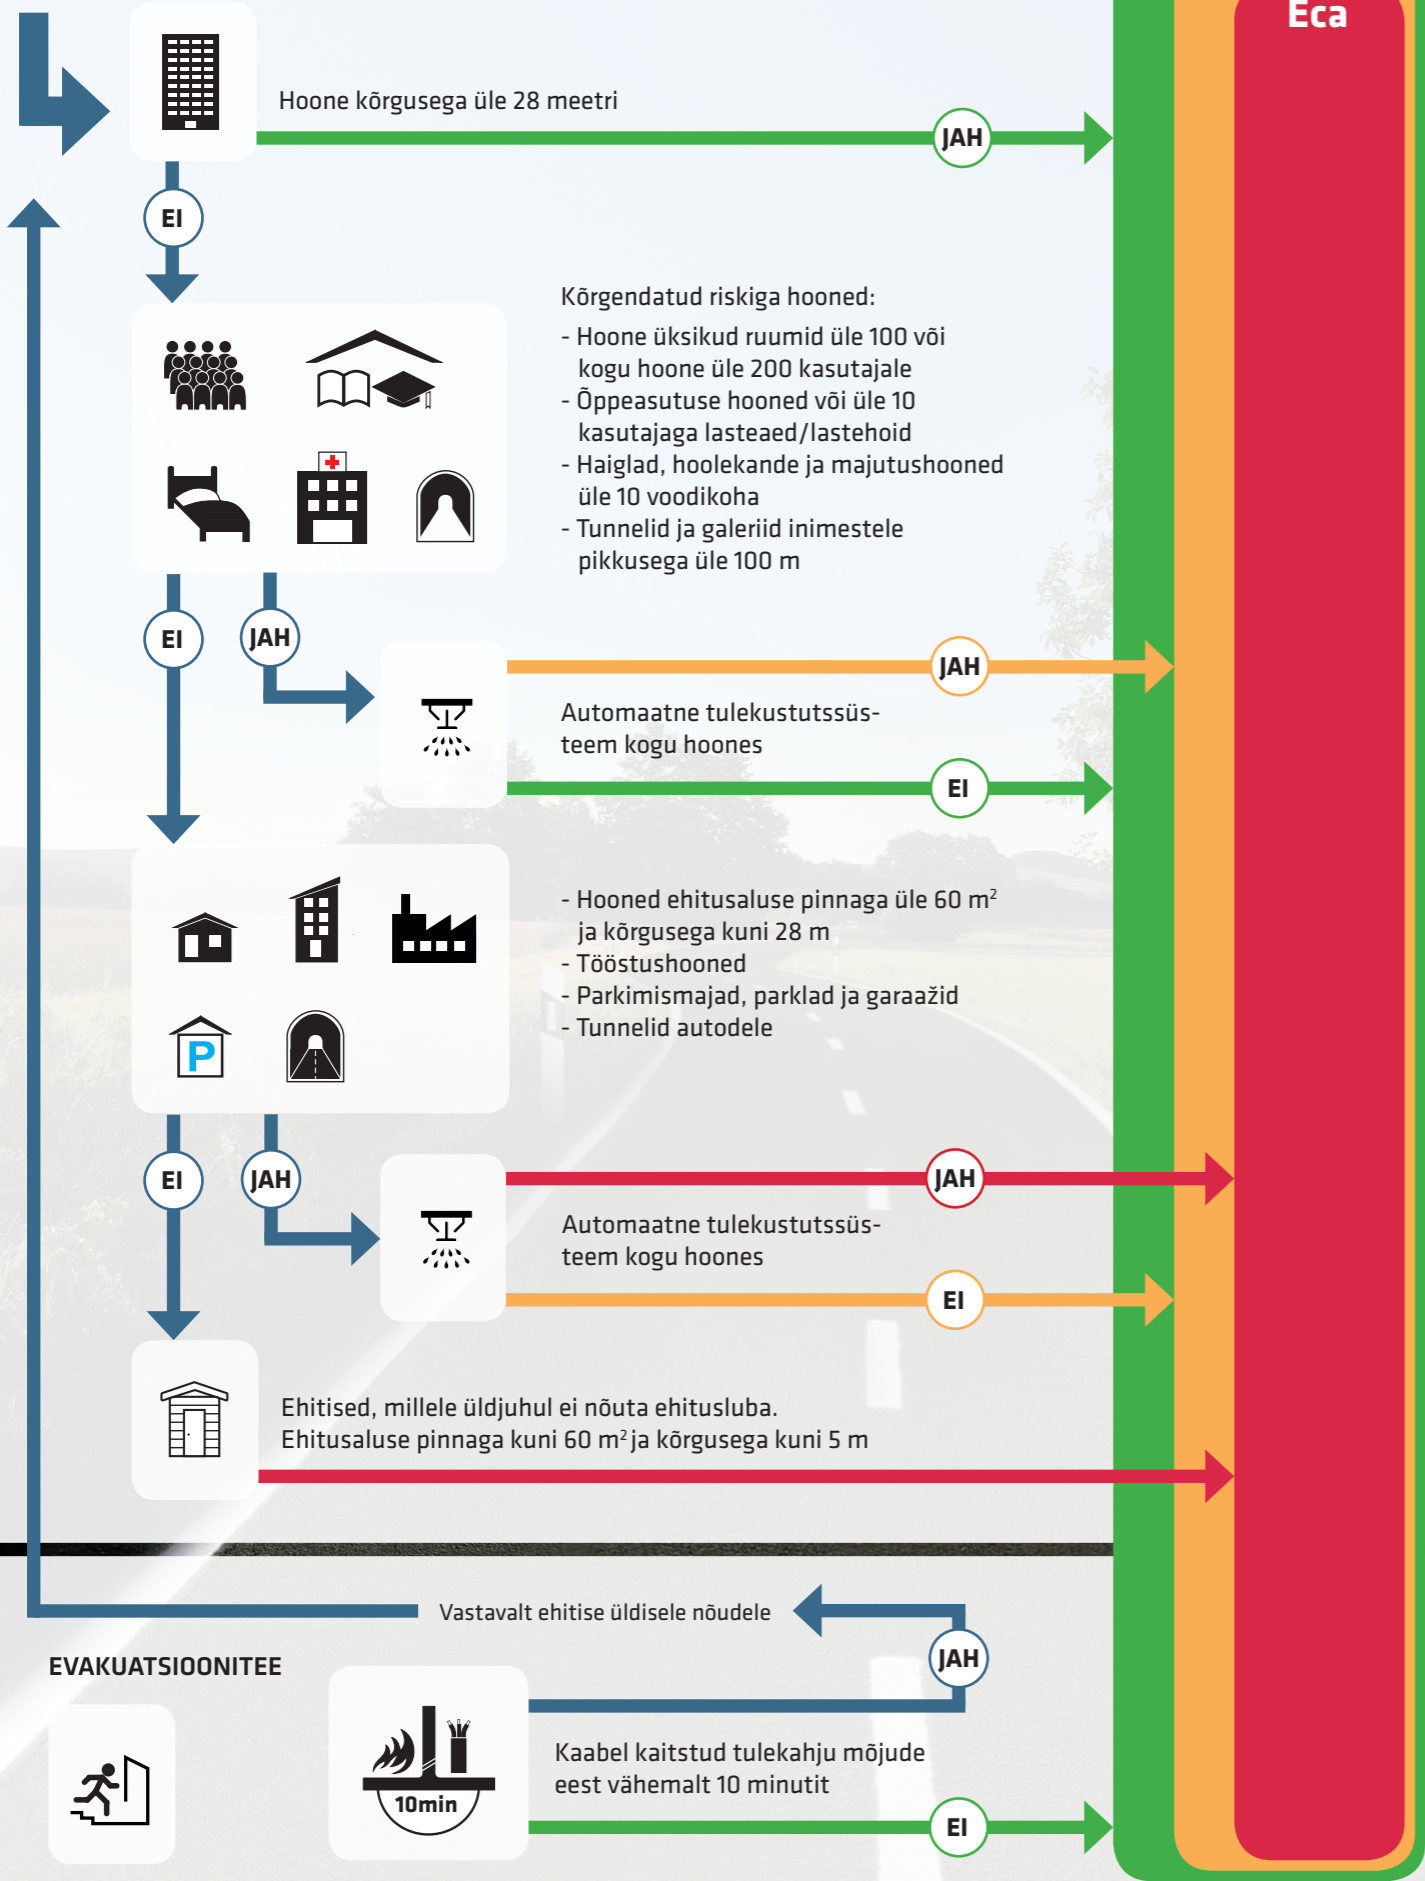 Eca
Hoone kõrgusega üle 28 meetri
JAH
EI
Kõrgendatud riskiga hooned:
- Hoone üksikud ruumid üle 100 või
kogu hoone üle 200 kasutajale
- Õppeasutuse hooned või üle 10
kasutajaga lasteaed/lastehoid
- Haiglad, hoolekande ja majutushooned
üle 10 voodikoha
- Tunnelid ja galeriid inimestele
pikkusega üle 100 m
EI
JAH
JAH
Automaatne tulekustutssüs-
teem kogu hoones
EI
- Hooned ehitusaluse pinnaga üle 60 m²
ja kõrgusega kuni 28 m
- Tööstushooned
- Parkimismajad, parklad ja garaažid
- Tunnelid autodele
P
EI
JAH
JAH
Automaatne tulekustutssüs-
teem kogu hoones
EI
Ehitised, millele üldjuhul ei nõuta ehitusluba.
Ehitusaluse pinnaga kuni 60 m² ja kõrgusega kuni 5 m
Vastavalt ehitise üldisele nõudele
JAH
EVAKUATSIOONITEE
Kaabel kaitstud tulekahju mõjude
eest vähemalt 10 minutit
10min
EI